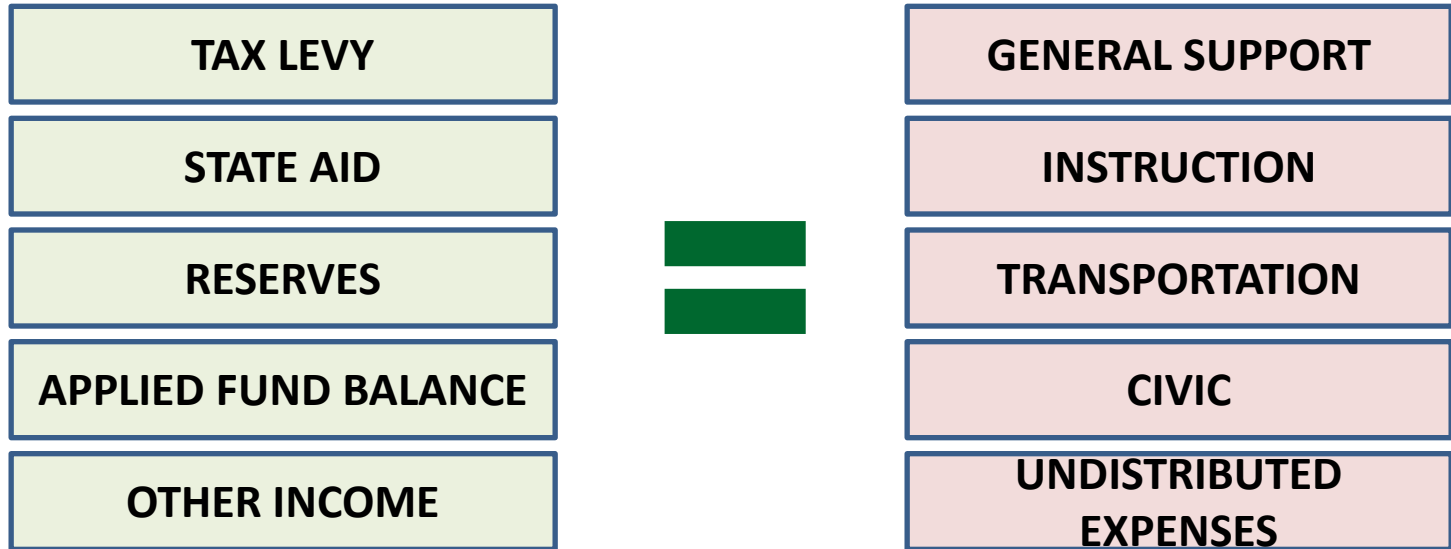 TAX LEVY
STATE AID
RESERVES
APPLIED FUND BALANCE
OTHER INCOME
GENERAL SUPPORT
INSTRUCTION
TRANSPORTATION
CIVIC
UNDISTRIBUTED
EXPENSES